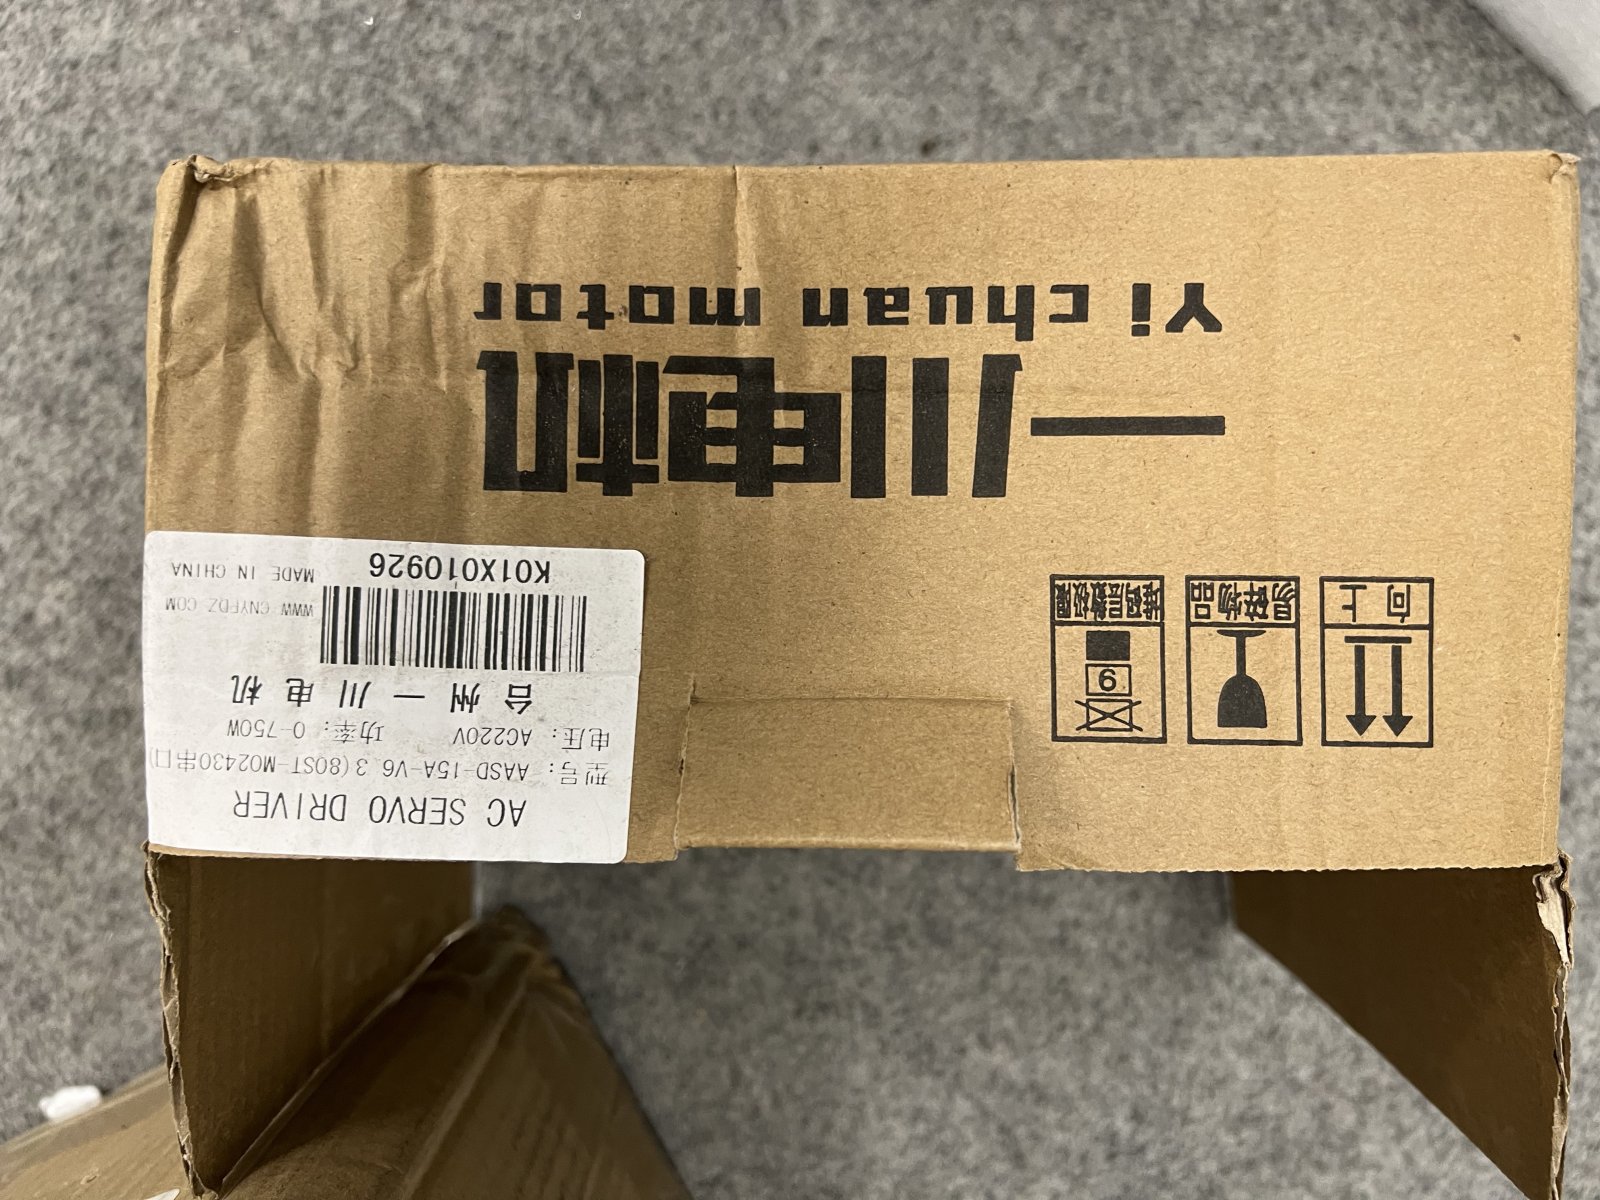 AC SERVO DRIVER
型号: AASD-15A-V6.3(80ST-M02430串口)
电压: AC220V 功率: 0-750W
台州一川电机
WWW.CNYFDZ.COM
MADE IN CHINA
K01X010926
向上
易碎物品
6
堆码层数极限
一川电机
Yi chuan motor